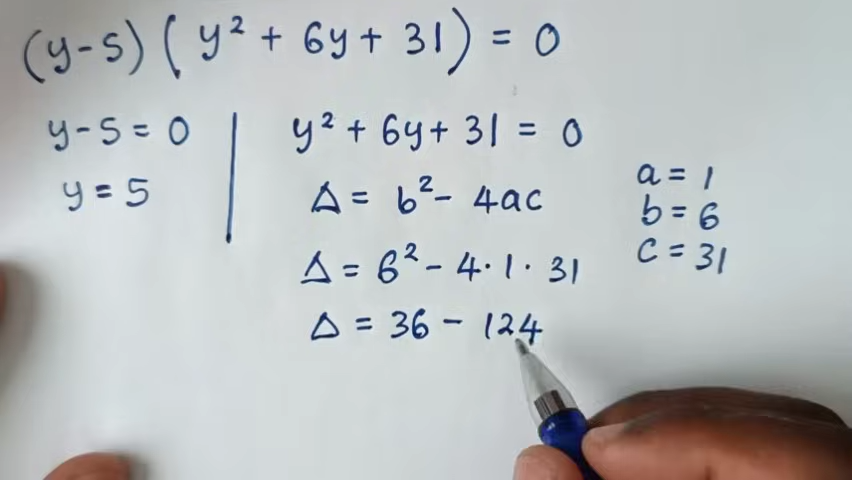 (y-5)(y² + 6y + 31) = 0
y-5 = 0
y = 5
y² + 6y + 31 = 0
Δ = b² - 4ac
Δ = 6² - 4·1·31
Δ = 36 - 124
a = 1
b = 6
c = 31